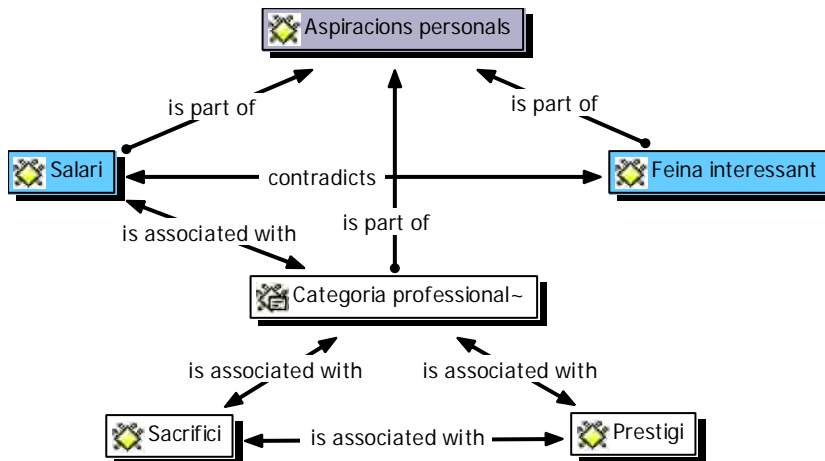 Aspiracions personals
is part of
is part of
Salari
Feina interessant
contradicts
is associated with
is part of
Categoria professional~
is associated with
is associated with
Sacrifici
is associated with
Prestigi